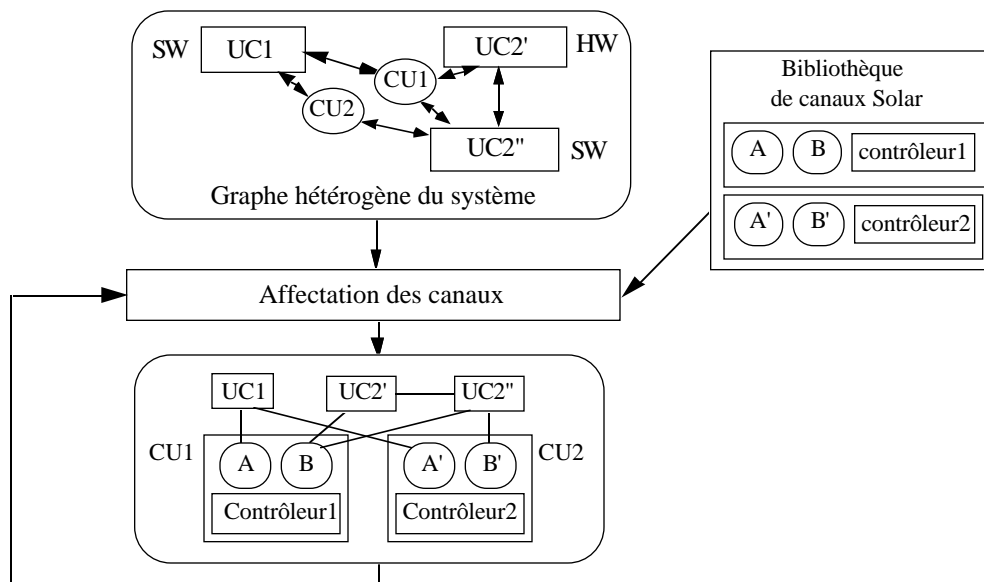 SW
UC1
UC2'
HW
CU1
CU2
UC2"
SW
Graphe hétérogène du système
Bibliothèque
de canaux Solar
A
B
contrôleur1
A'
B'
contrôleur2
Affectation des canaux
UC1
UC2'
UC2"
CU1
A
B
A'
B'
CU2
Contrôleur1
Contrôleur2